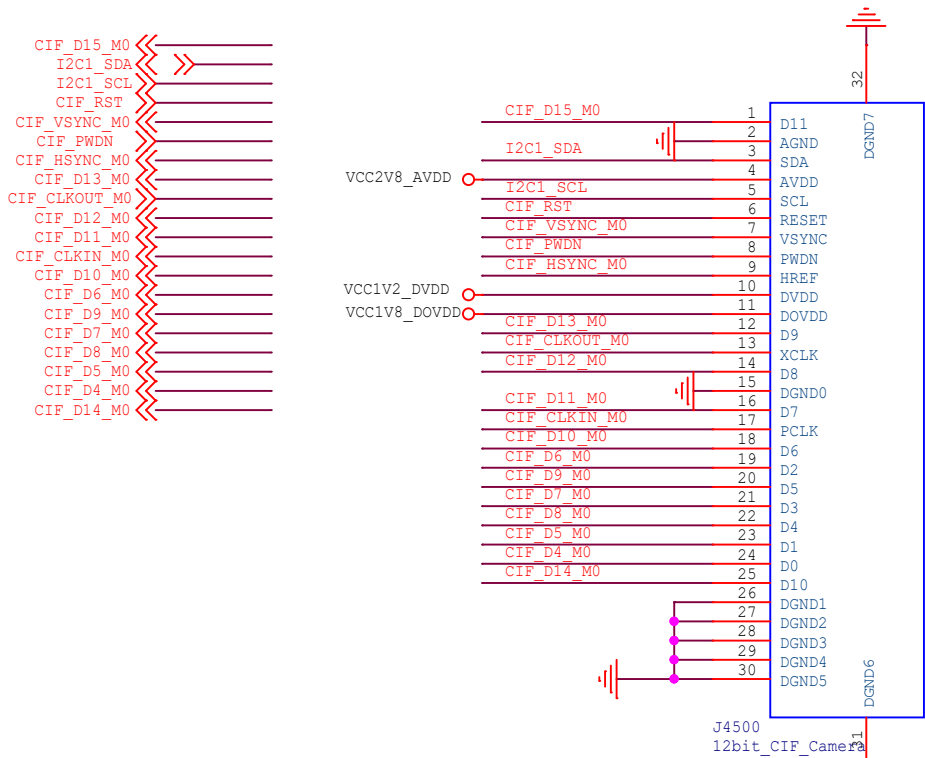 CIF_D15_M0
I2C1_SDA
I2C1_SCL
CIF_RST
CIF_VSYNC_M0
CIF_PWDN
CIF_HSYNC_M0
CIF_D13_M0
CIF_CLKOUT_M0
CIF_D12_M0
CIF_D11_M0
CIF_CLKIN_M0
CIF_D10_M0
CIF_D6_M0
CIF_D9_M0
CIF_D7_M0
CIF_D8_M0
CIF_D5_M0
CIF_D4_M0
CIF_D14_M0
32
DGND7
CIF_D15_M0 1 D11
2 AGND
I2C1_SDA 3 SDA
VCC2V8_AVDD 4 AVDD
I2C1_SCL 5 SCL
CIF_RST 6 RESET
CIF_VSYNC_M0 7 VSYNC
CIF_PWDN 8 PWDN
CIF_HSYNC_M0 9 HREF
VCC1V2_DVDD 10 DVDD
VCC1V8_DOVDD 11 DOVDD
CIF_D13_M0 12 D9
CIF_CLKOUT_M0 13 XCLK
CIF_D12_M0 14 D8
15 DGND0
CIF_D11_M0 16 D7
CIF_CLKIN_M0 17 PCLK
CIF_D10_M0 18 D6
CIF_D6_M0 19 D2
CIF_D9_M0 20 D5
CIF_D7_M0 21 D3
CIF_D8_M0 22 D4
CIF_D5_M0 23 D1
CIF_D4_M0 24 D0
CIF_D14_M0 25 D10
26 DGND1
27 DGND2
28 DGND3
29 DGND4
30 DGND5
DGND6
31
J4500
12bit_CIF_Camera